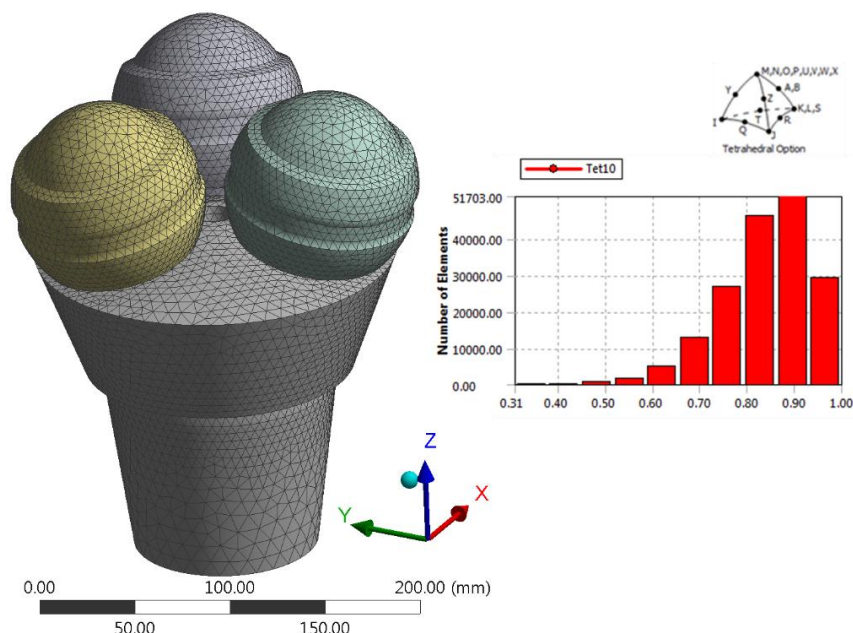 M,N,O,P,U,V,W,X
Y
A,B
Z
K,L,S
I
T
R
Q
J
Tetrahedral Option
Tet10
Number of Elements
51703.00
40000.00
30000.00
20000.00
10000.00
0.00
0.31 0.40 0.50 0.60 0.70 0.80 0.90 1.00
Z
X
Y
0.00 100.00 200.00 (mm)
50.00 150.00